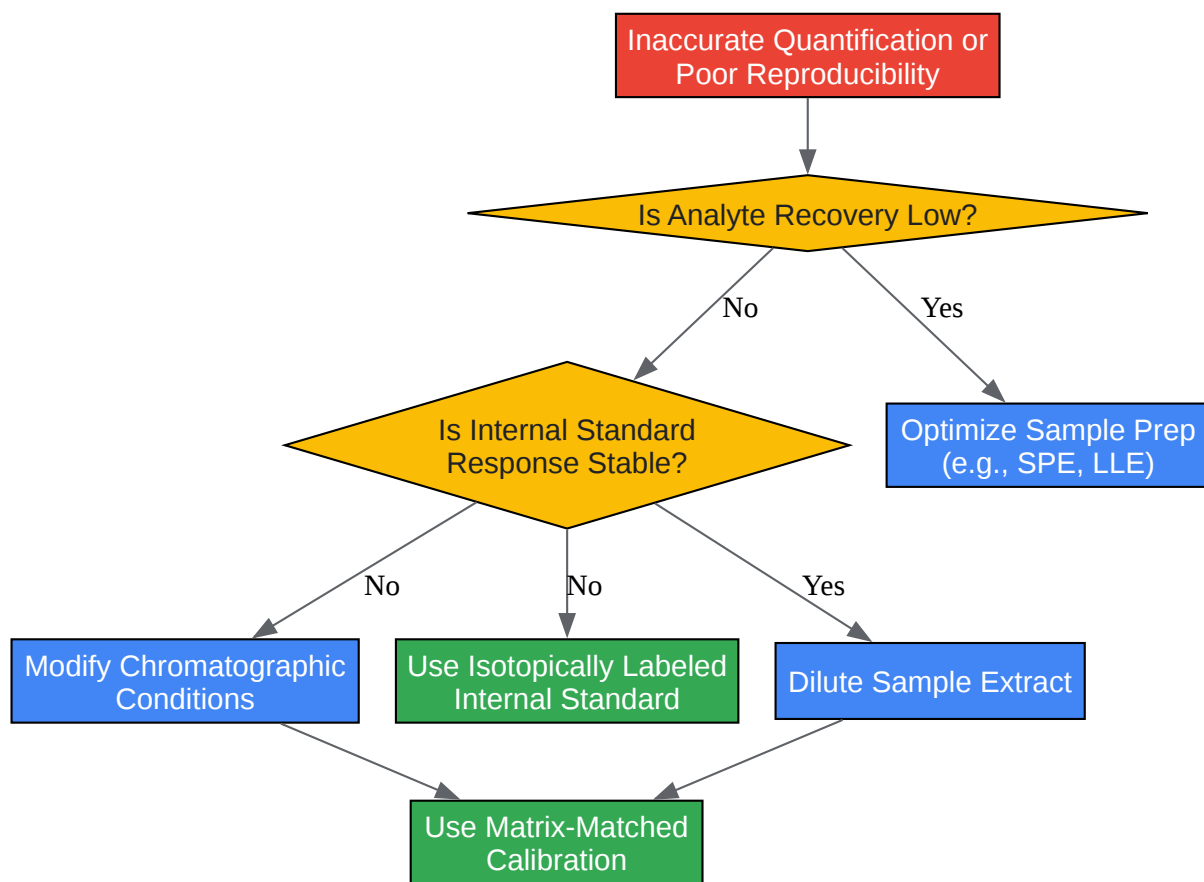 Inaccurate Quantification or
Poor Reproducibility
Is Analyte Recovery Low?
No
Yes
Is Internal Standard
Response Stable?
Optimize Sample Prep
(e.g., SPE, LLE)
No
No
Yes
Modify Chromatographic
Conditions
Use Isotopically Labeled
Internal Standard
Dilute Sample Extract
Use Matrix-Matched
Calibration